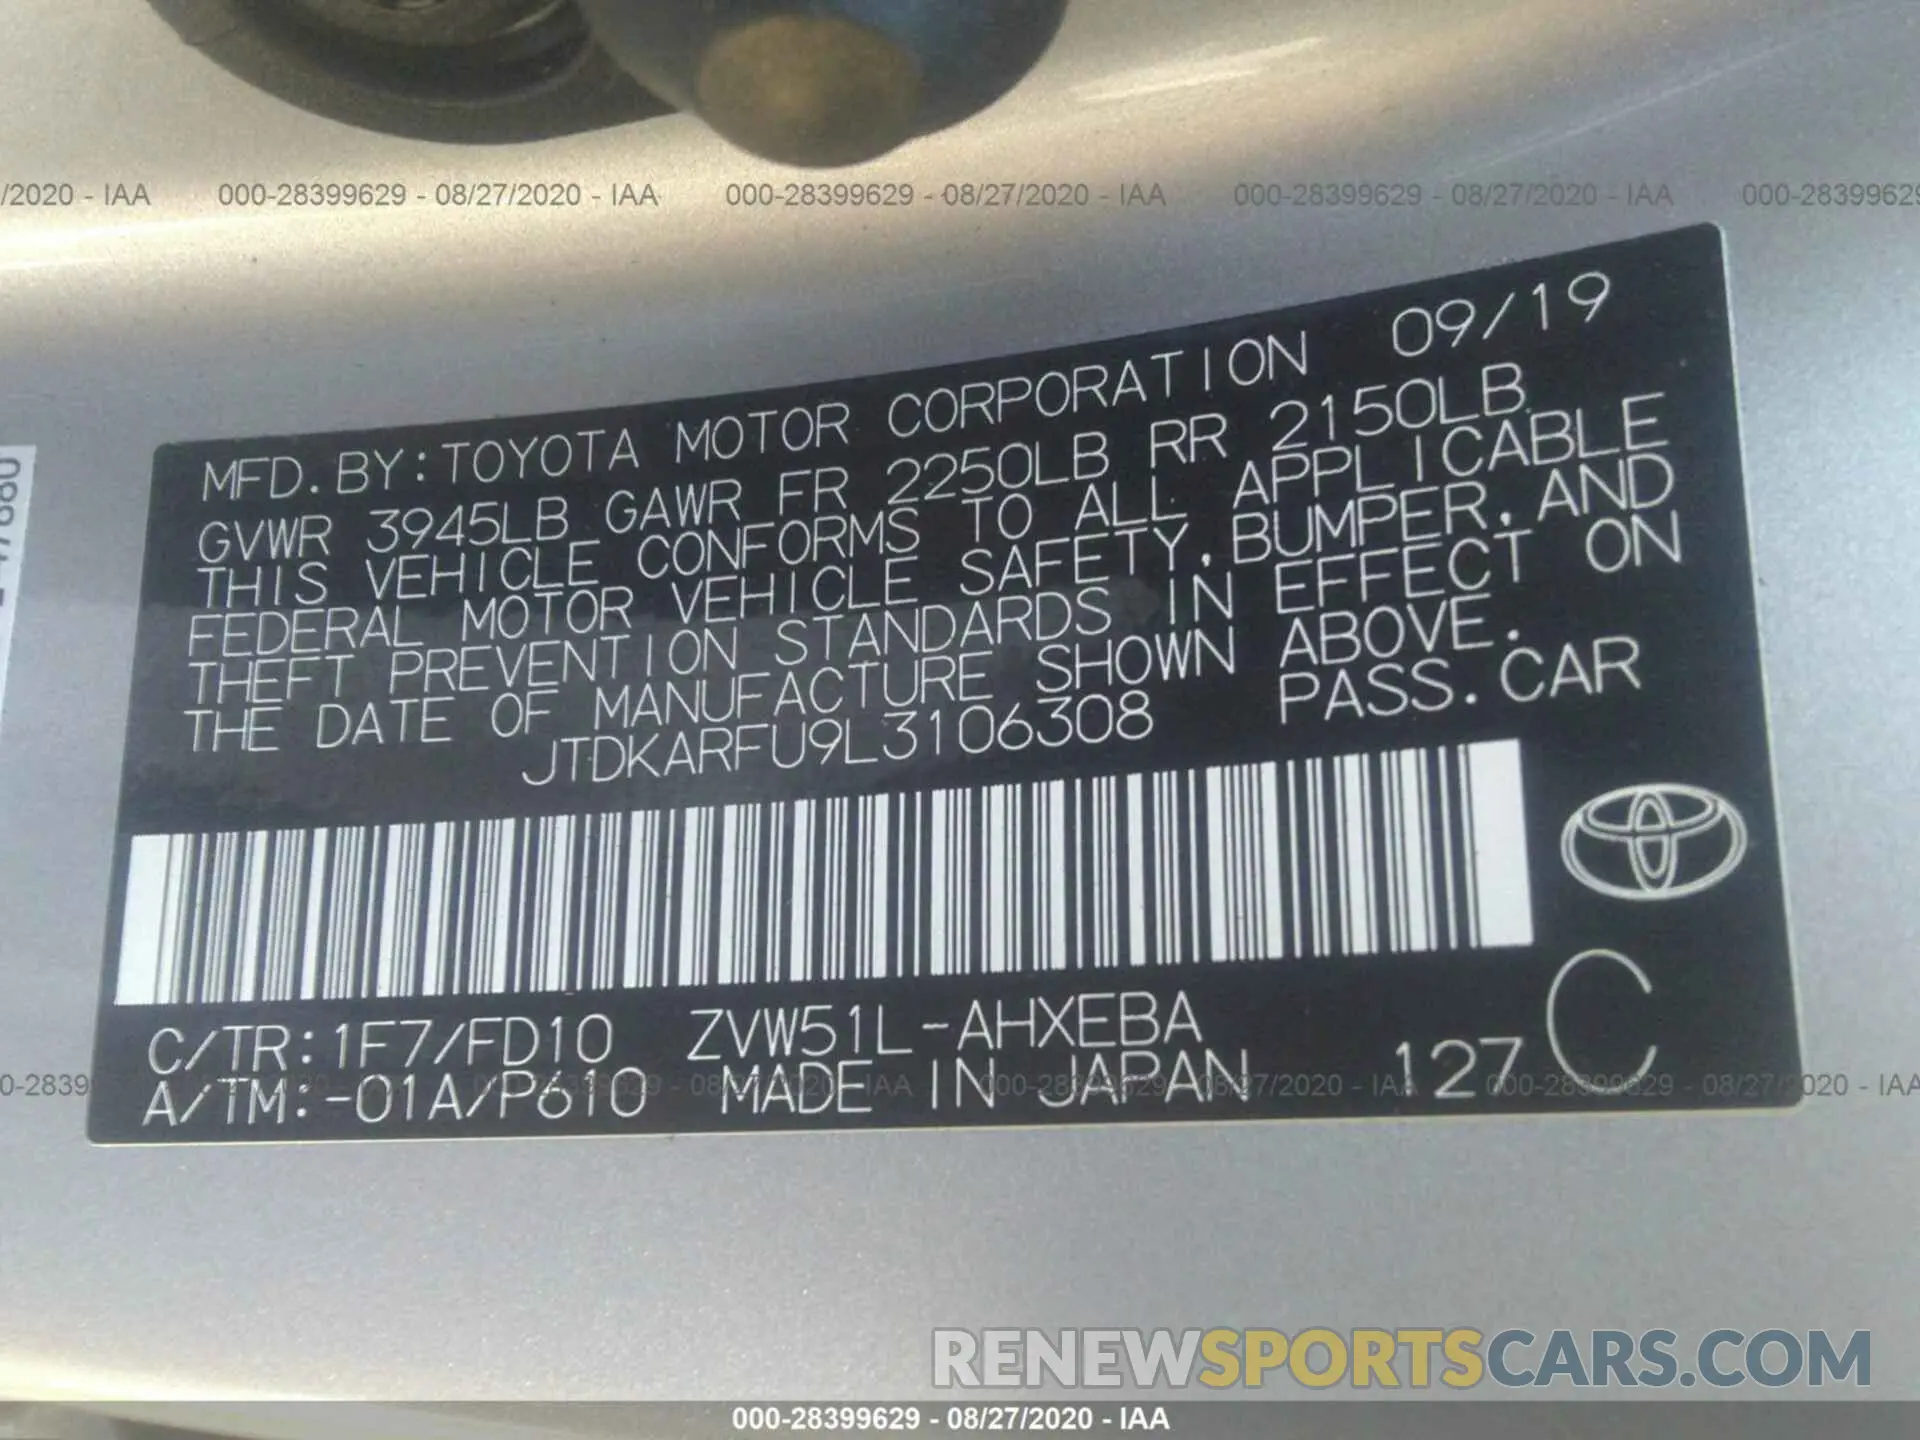 /2020 - IAA 000-28399629 - 08/27/2020 - IAA 000-28399629 - 08/27/2020 - IAA 000-28399629 - 08/27/2020 - IAA 000-28399629
MFD. BY: TOYOTA MOTOR CORPORATION 09/19
GVWR 3945LB GAWR FR 2250LB RR 2150LB
THIS VEHICLE CONFORMS TO ALL APPLICABLE
FEDERAL MOTOR VEHICLE SAFETY, BUMPER, AND
THEFT PREVENTION STANDARDS IN EFFECT ON
THE DATE OF MANUFACTURE SHOWN ABOVE.
JTDKARFU9L3106308 PASS. CAR
C/TR: 1F7/FD10 ZVW51L-AHXEBA
A/TM: -01A/P610 MADE IN JAPAN 127 C
RENEWSPORTSCARS.COM
000-28399629 - 08/27/2020 - IAA